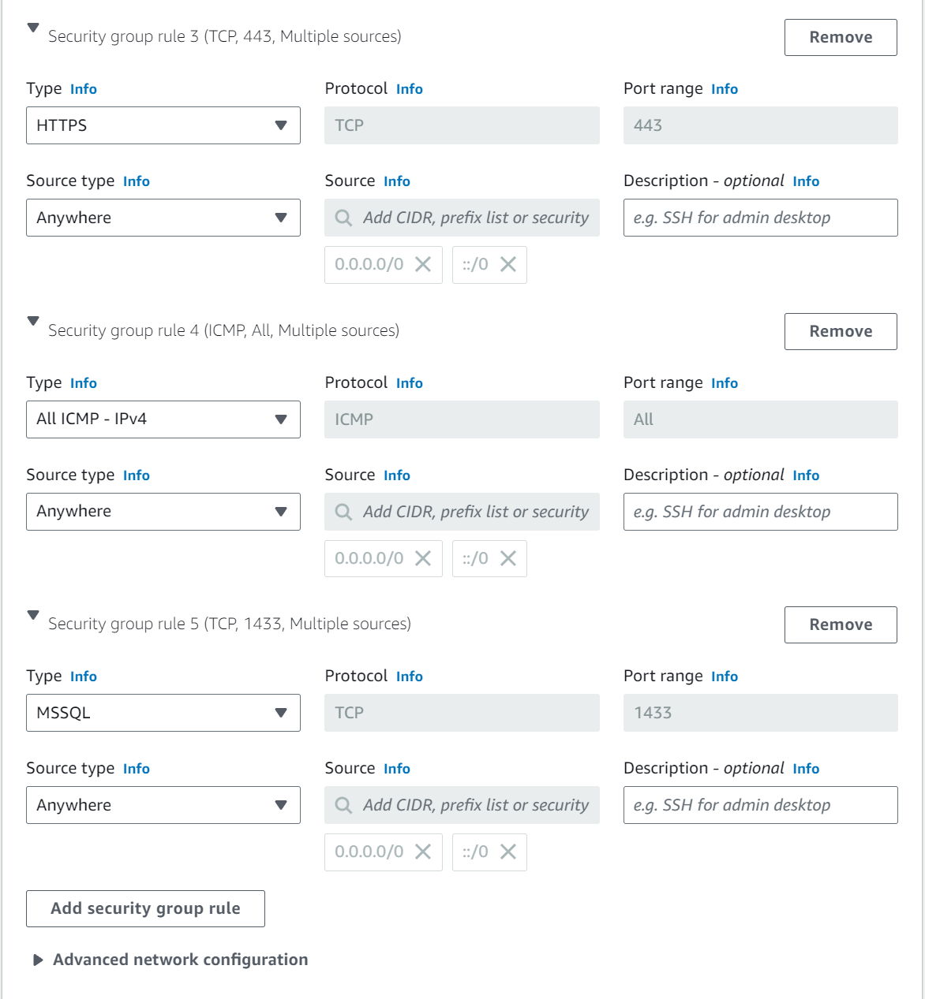 Security group rule 3 (TCP, 443, Multiple sources)
Remove
Type Info
Protocol Info
Port range Info
HTTPS
TCP
443
Source type Info
Source Info
Description - optional Info
Anywhere
Add CIDR, prefix list or security
e.g. SSH for admin desktop
0.0.0.0/0
::/0
Security group rule 4 (ICMP, All, Multiple sources)
Remove
Type Info
Protocol Info
Port range Info
All ICMP - IPv4
ICMP
All
Source type Info
Source Info
Description - optional Info
Anywhere
Add CIDR, prefix list or security
e.g. SSH for admin desktop
0.0.0.0/0
::/0
Security group rule 5 (TCP, 1433, Multiple sources)
Remove
Type Info
Protocol Info
Port range Info
MSSQL
TCP
1433
Source type Info
Source Info
Description - optional Info
Anywhere
Add CIDR, prefix list or security
e.g. SSH for admin desktop
0.0.0.0/0
::/0
Add security group rule
Advanced network configuration